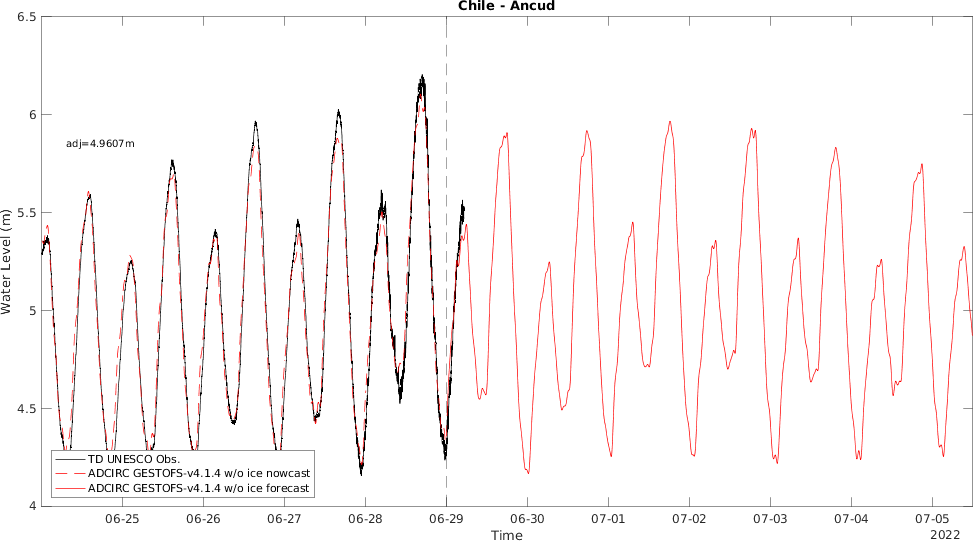 Chile - Ancud
6.5
6
5.5
5
4.5
4
Water Level (m)
adj=4.9607m
TD UNESCO Obs.
ADCIRC GESTOFS-v4.1.4 w/o ice nowcast
ADCIRC GESTOFS-v4.1.4 w/o ice forecast
06-25 06-26 06-27 06-28 06-29 06-30 07-01 07-02 07-03 07-04 07-05
Time
2022